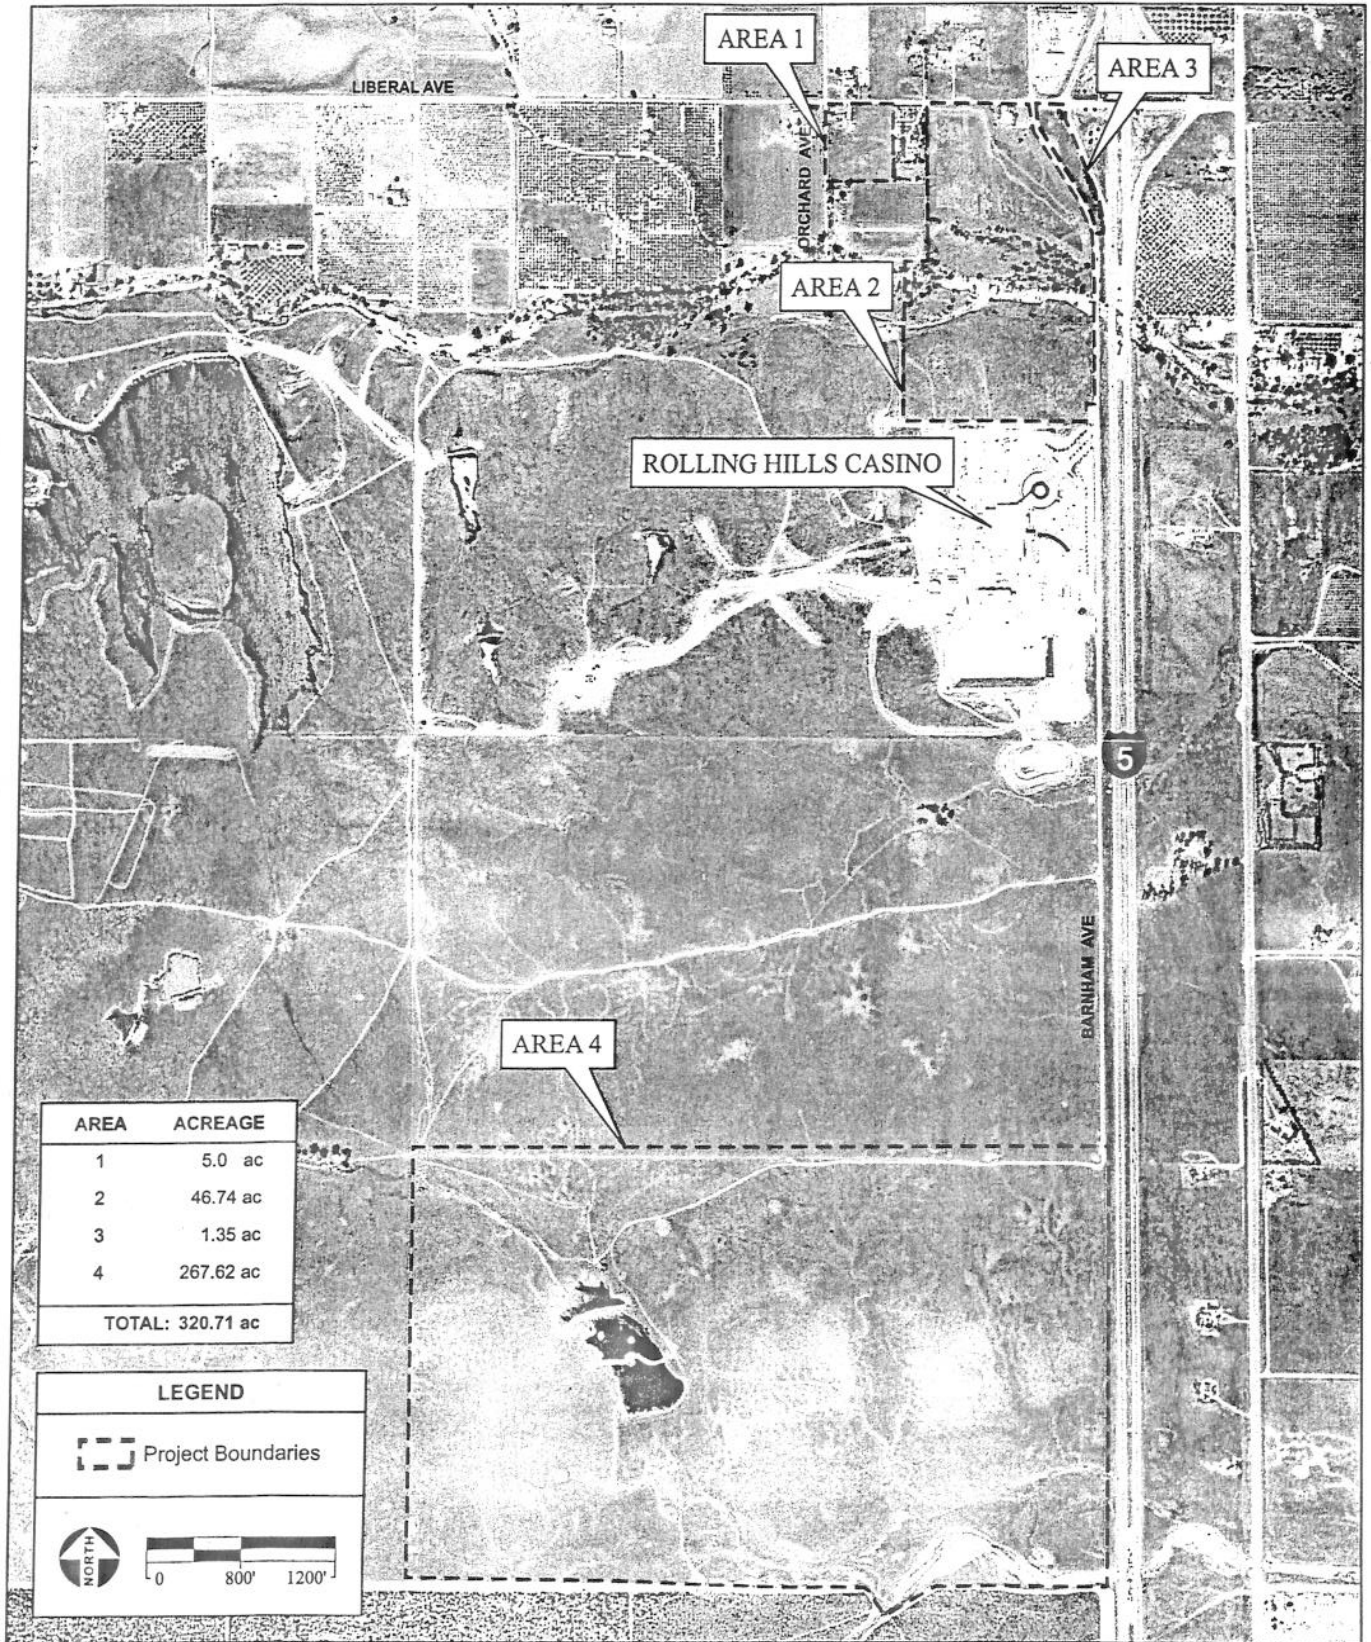 AREA 1
AREA 3
LIBERAL AVE
ORCHARD AVE
AREA 2
ROLLING HILLS CASINO
5
BARNHAM AVE
AREA 4
AREA ACREAGE
1 5.0 ac
2 46.74 ac
3 1.35 ac
4 267.62 ac
TOTAL: 320.71 ac
LEGEND
Project Boundaries
NORTH
0 800' 1200'